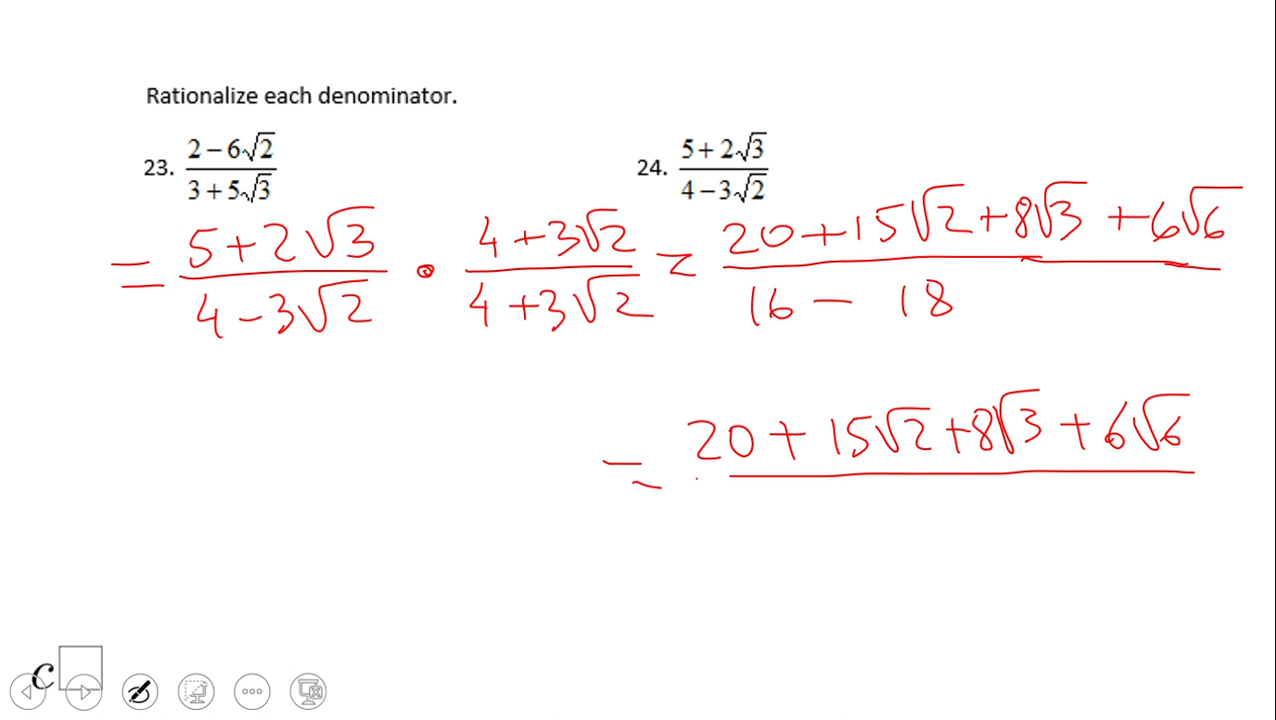 Rationalize each denominator.
23. (2 − 6√2)/(3 + 5√3) 24. (5 + 2√3)/(4 − 3√2)
= (5 + 2√3)/(4 − 3√2) • (4 + 3√2)/(4 + 3√2) = (20 + 15√2 + 8√3 + 6√6)/(16 − 18)
= 20 + 15√2 + 8√3 + 6√6
c